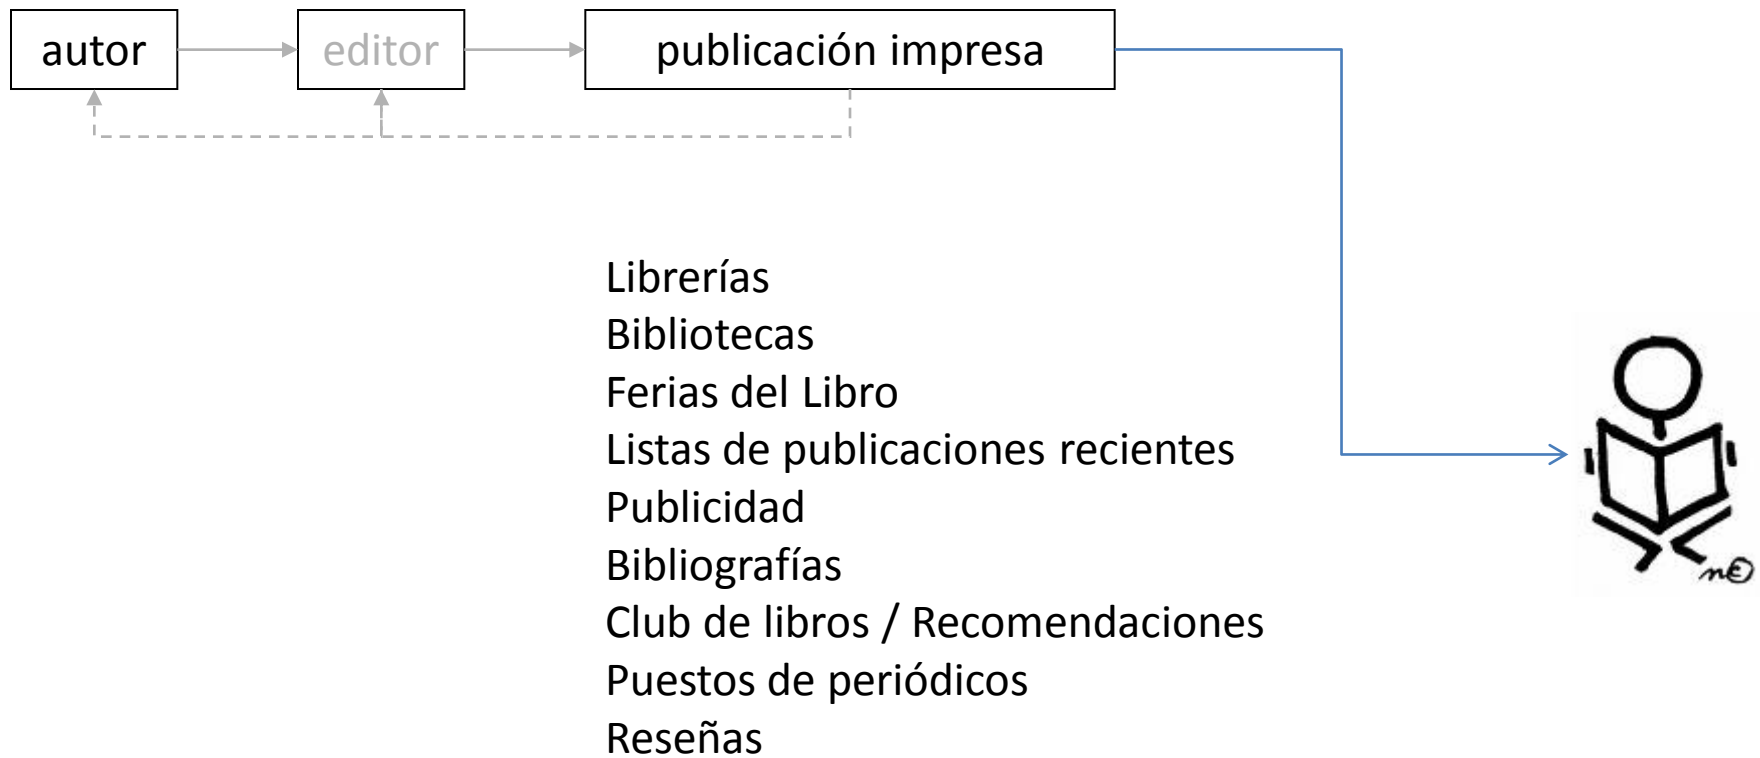 autor
editor
publicación impresa
Librerías
Bibliotecas
Ferias del Libro
Listas de publicaciones recientes
Publicidad
Bibliografías
Club de libros / Recomendaciones
Puestos de periódicos
Reseñas